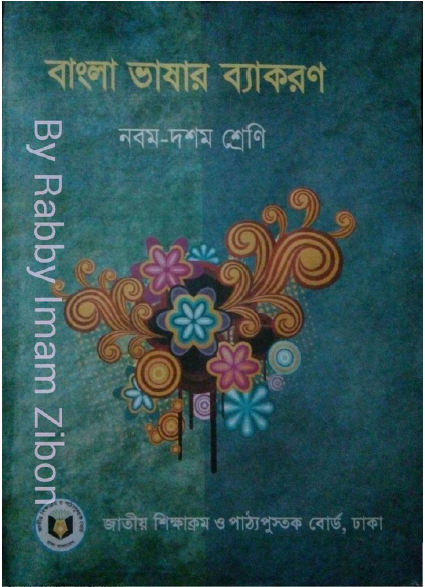 বাংলা ভাষার ব্যাকরণ
নবম-দশম শ্রেণি
By Rabby Imam Zibon
জাতীয় শিক্ষাক্রম ও পাঠ্যপুস্তক বোর্ড, ঢাকা